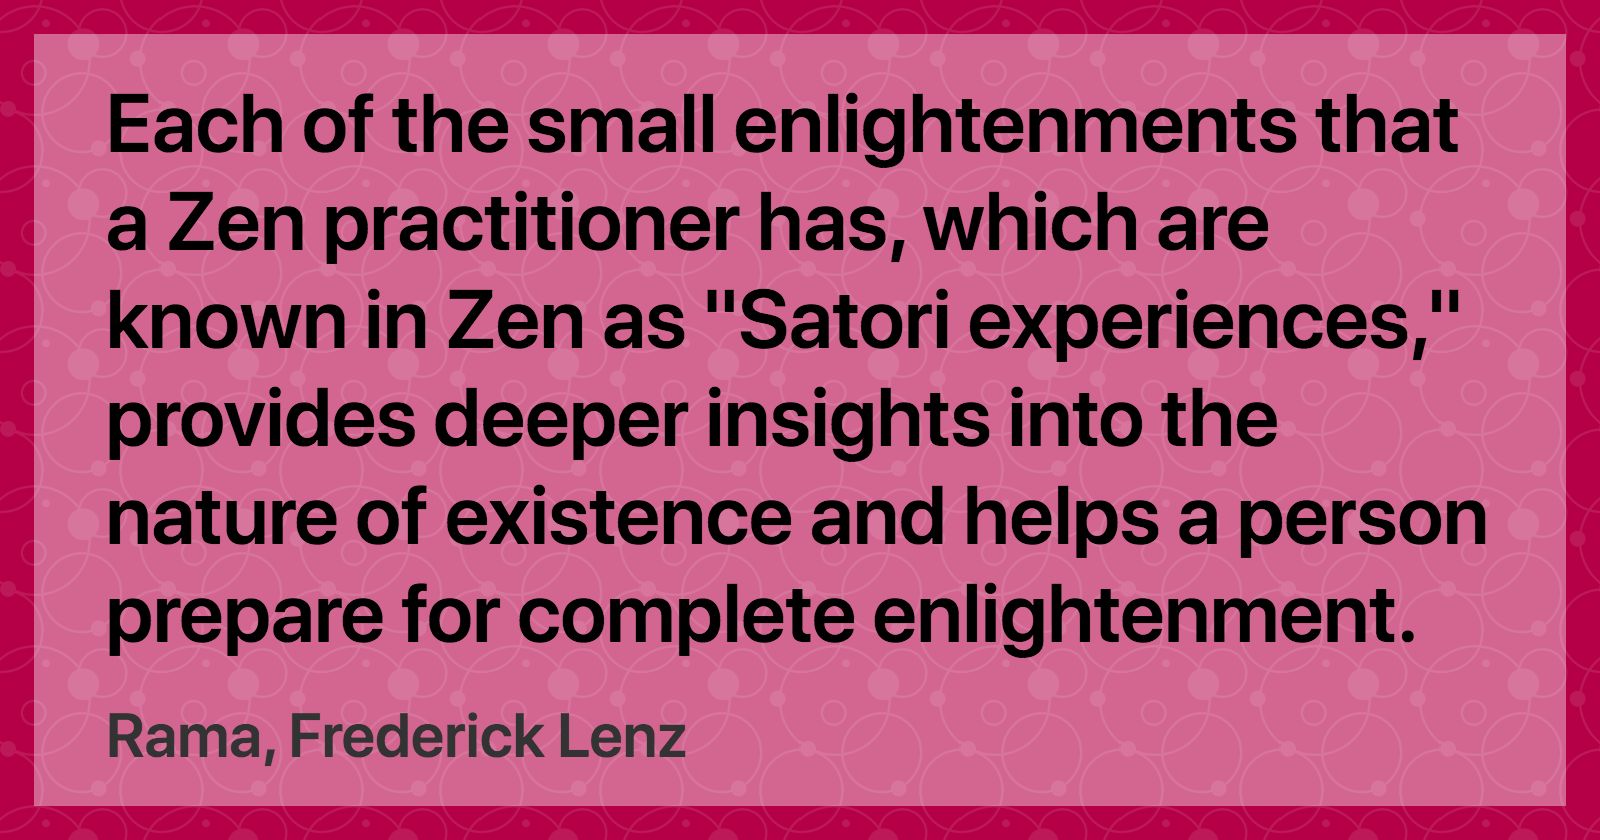 Each of the small enlightenments that
a Zen practitioner has, which are
known in Zen as "Satori experiences,"
provides deeper insights into the
nature of existence and helps a person
prepare for complete enlightenment.
Rama, Frederick Lenz